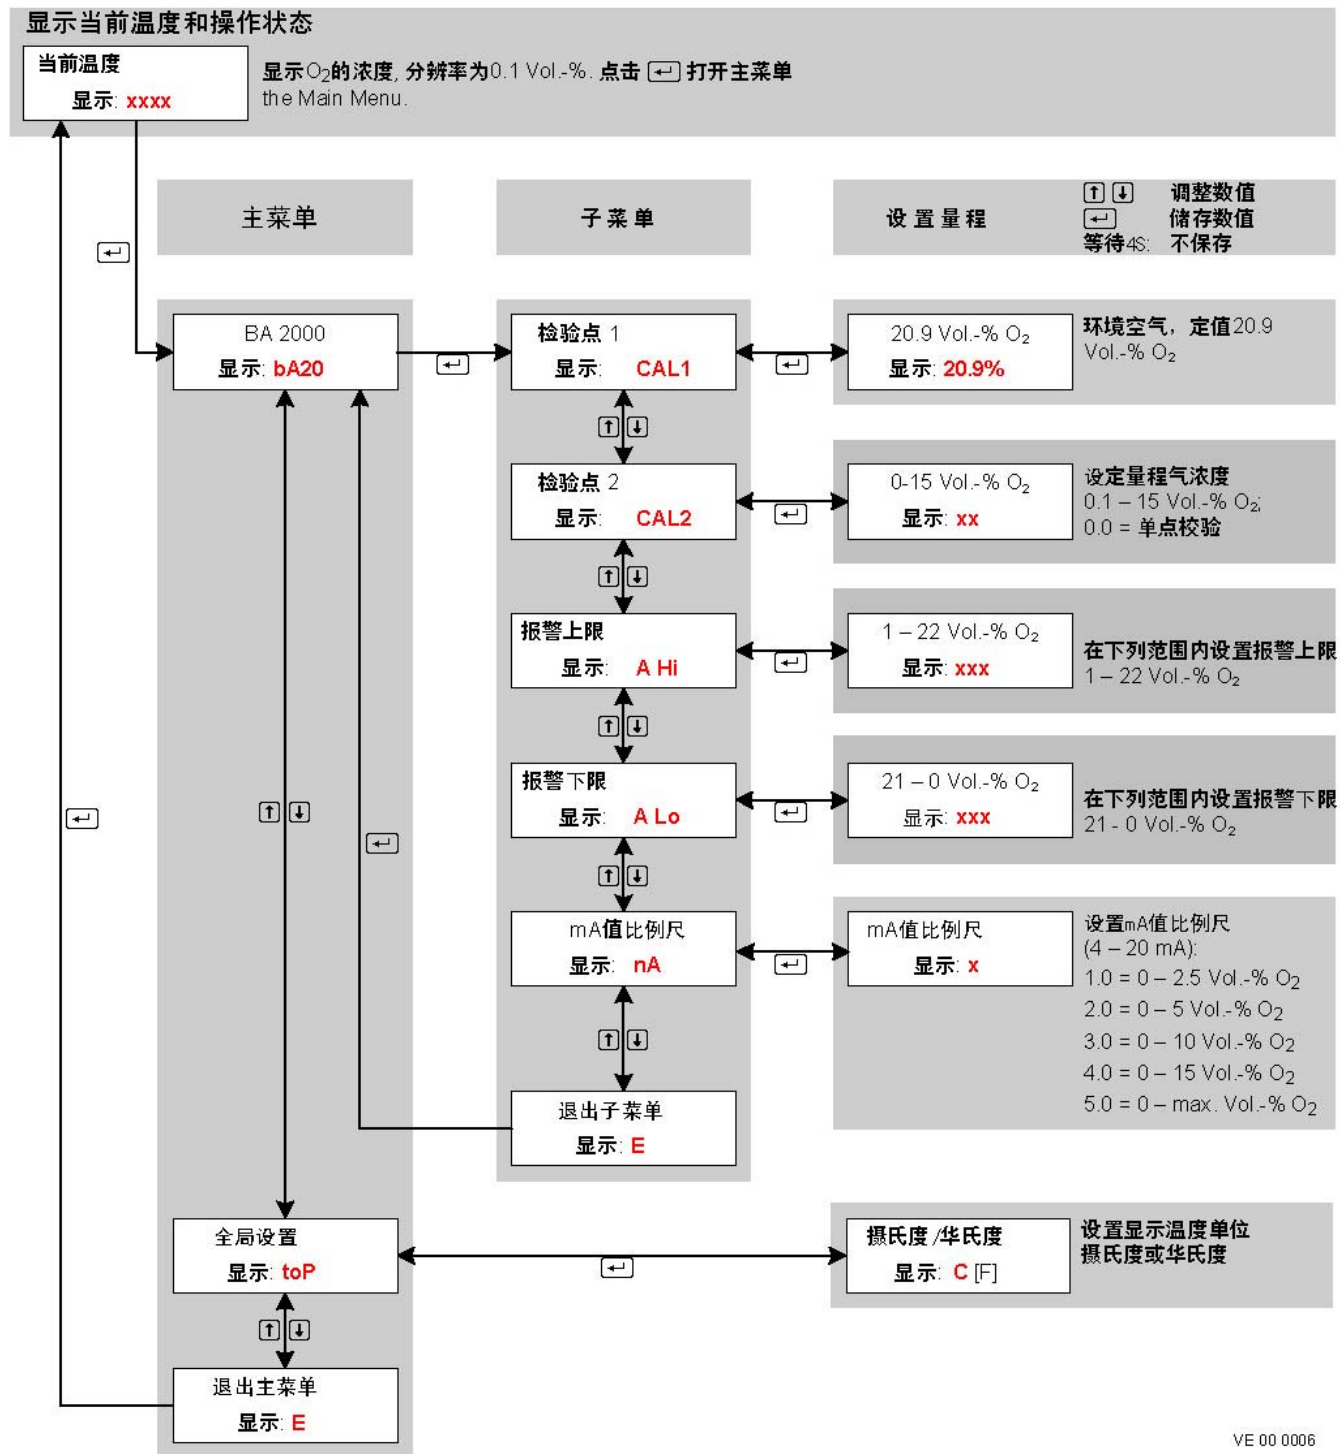 显示当前温度和操作状态
当前温度
显示: xxxx
显示O₂的浓度, 分辨率为0.1 Vol.-%. 点击 ↵ 打开主菜单
the Main Menu.
主菜单
子菜单
设置量程
↑ ↓ 调整数值
↵ 储存数值
等待4S: 不保存
↵
BA 2000
显示: bA20
↵
检验点 1
显示: CAL1
↵
20.9 Vol.-% O₂
显示: 20.9%
环境空气，定值20.9
Vol.-% O₂
↑ ↓
检验点 2
显示: CAL2
↵
0-15 Vol.-% O₂
显示: xx
设定量程气浓度
0.1 – 15 Vol.-% O₂;
0.0 = 单点校验
↑ ↓
报警上限
显示: A Hi
↵
1 – 22 Vol.-% O₂
显示: xxx
在下列范围内设置报警上限
1 – 22 Vol.-% O₂
↑ ↓
报警下限
显示: A Lo
↵
21 – 0 Vol.-% O₂
显示: xxx
在下列范围内设置报警下限
21 - 0 Vol.-% O₂
↵
↑ ↓
↵
↑ ↓
mA值比例尺
显示: nA
↵
mA值比例尺
显示: x
设置mA值比例尺
(4 – 20 mA):
1.0 = 0 – 2.5 Vol.-% O₂
2.0 = 0 – 5 Vol.-% O₂
3.0 = 0 – 10 Vol.-% O₂
4.0 = 0 – 15 Vol.-% O₂
5.0 = 0 – max. Vol.-% O₂
↑ ↓
退出子菜单
显示: E
全局设置
显示: toP
↵
摄氏度 /华氏度
显示: C [F]
设置显示温度单位
摄氏度或华氏度
↑ ↓
退出主菜单
显示: E
VE 00 0006